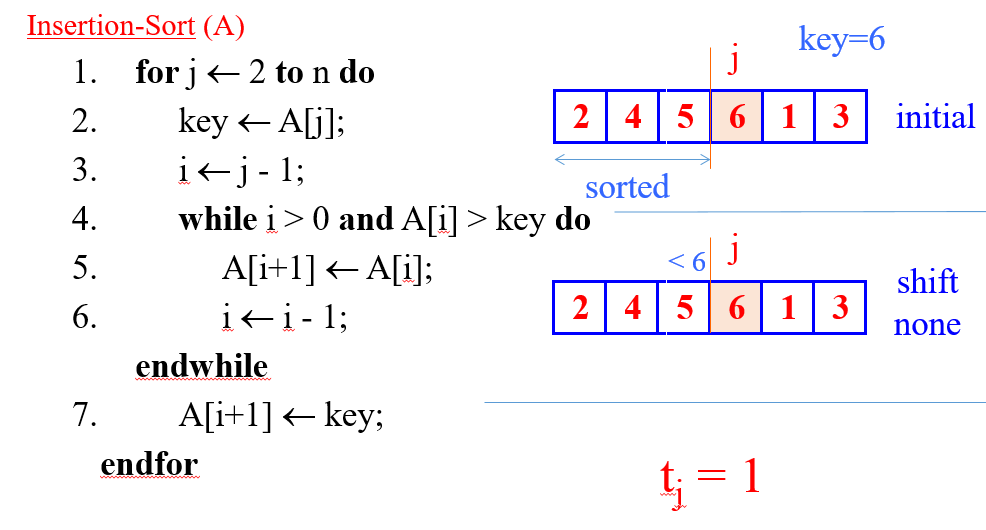 Insertion-Sort (A)
1. for j ← 2 to n do
2. key ← A[j];
3. i ← j - 1;
4. while i > 0 and A[i] > key do
5. A[i+1] ← A[i];
6. i ← i - 1;
endwhile
7. A[i+1] ← key;
endfor
key=6
j
2 4 5 6 1 3
initial
sorted
< 6
j
2 4 5 6 1 3
shift
none
tj = 1